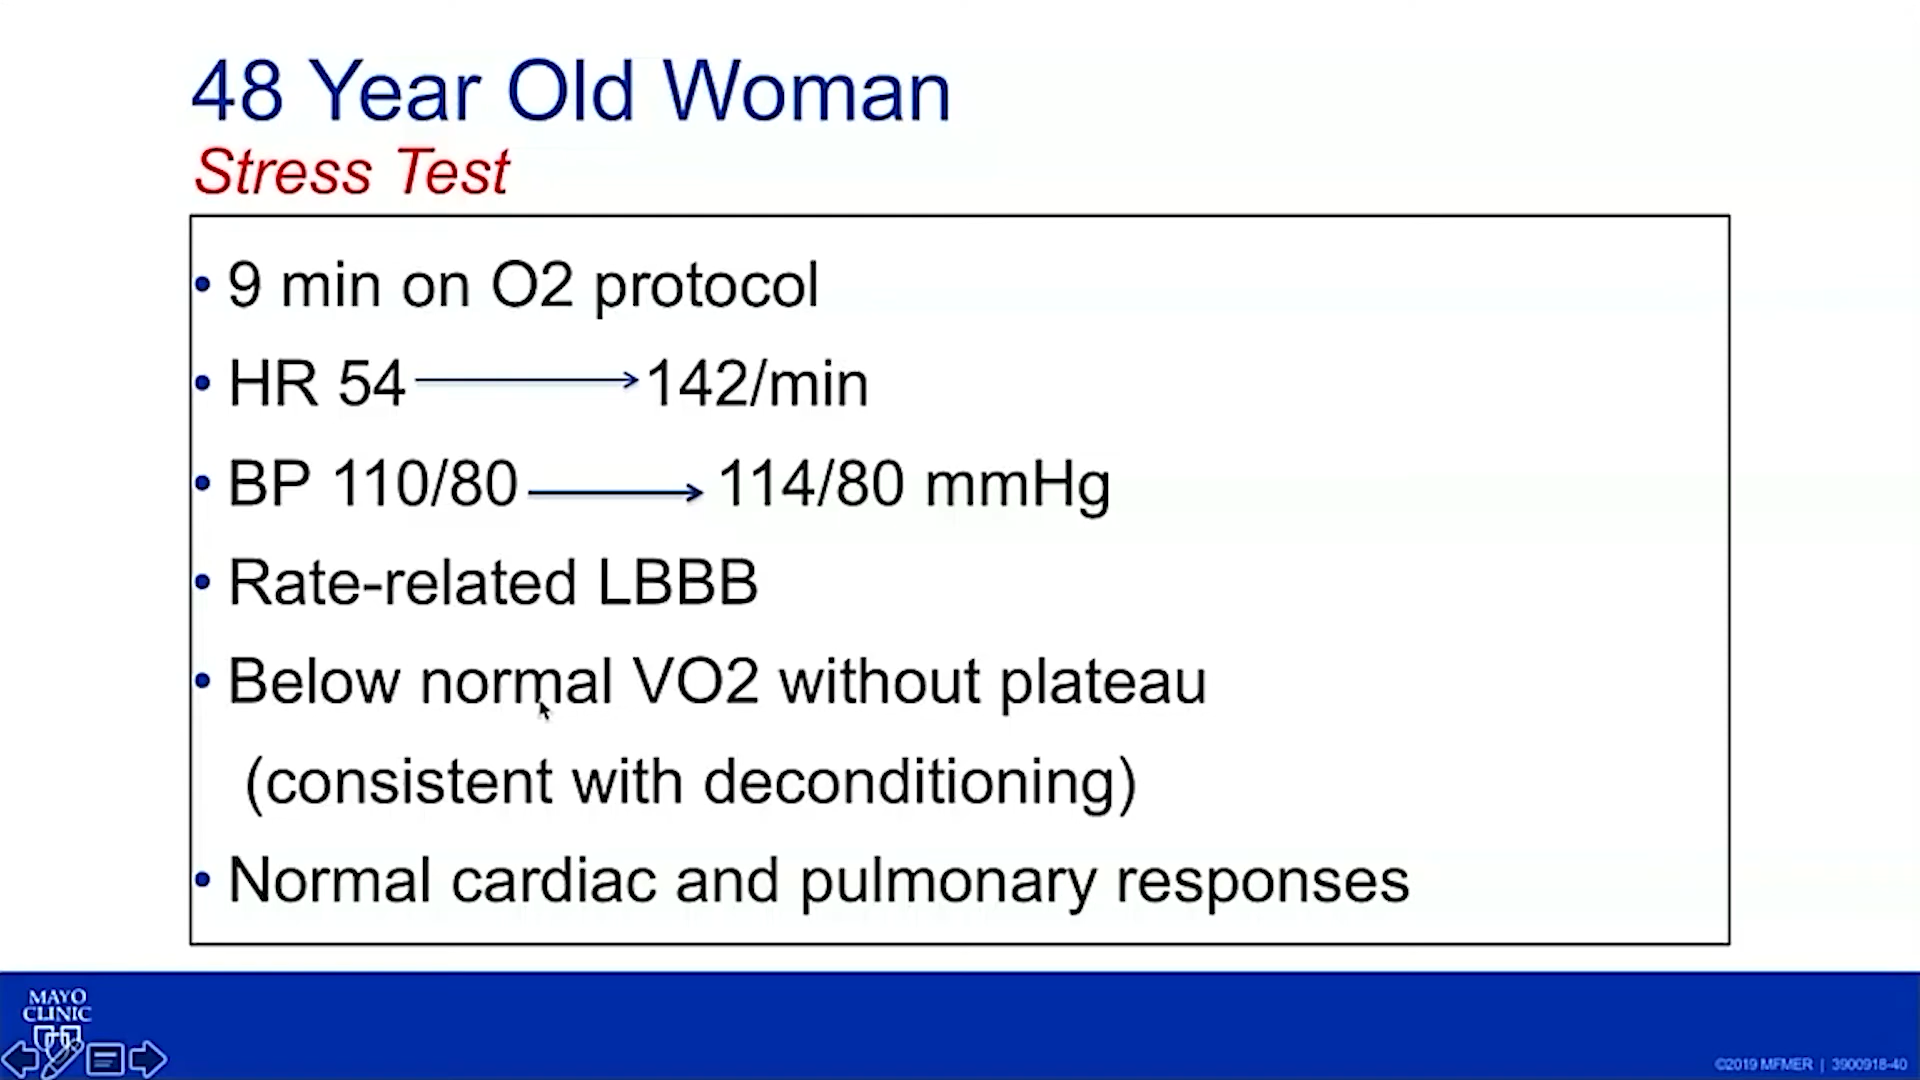 48 Year Old Woman
Stress Test
• 9 min on O2 protocol
• HR 54 → 142/min
• BP 110/80 → 114/80 mmHg
• Rate-related LBBB
• Below normal VO2 without plateau
(consistent with deconditioning)
• Normal cardiac and pulmonary responses
MAYO
CLINIC
©2019 MFMER | 3900918-40